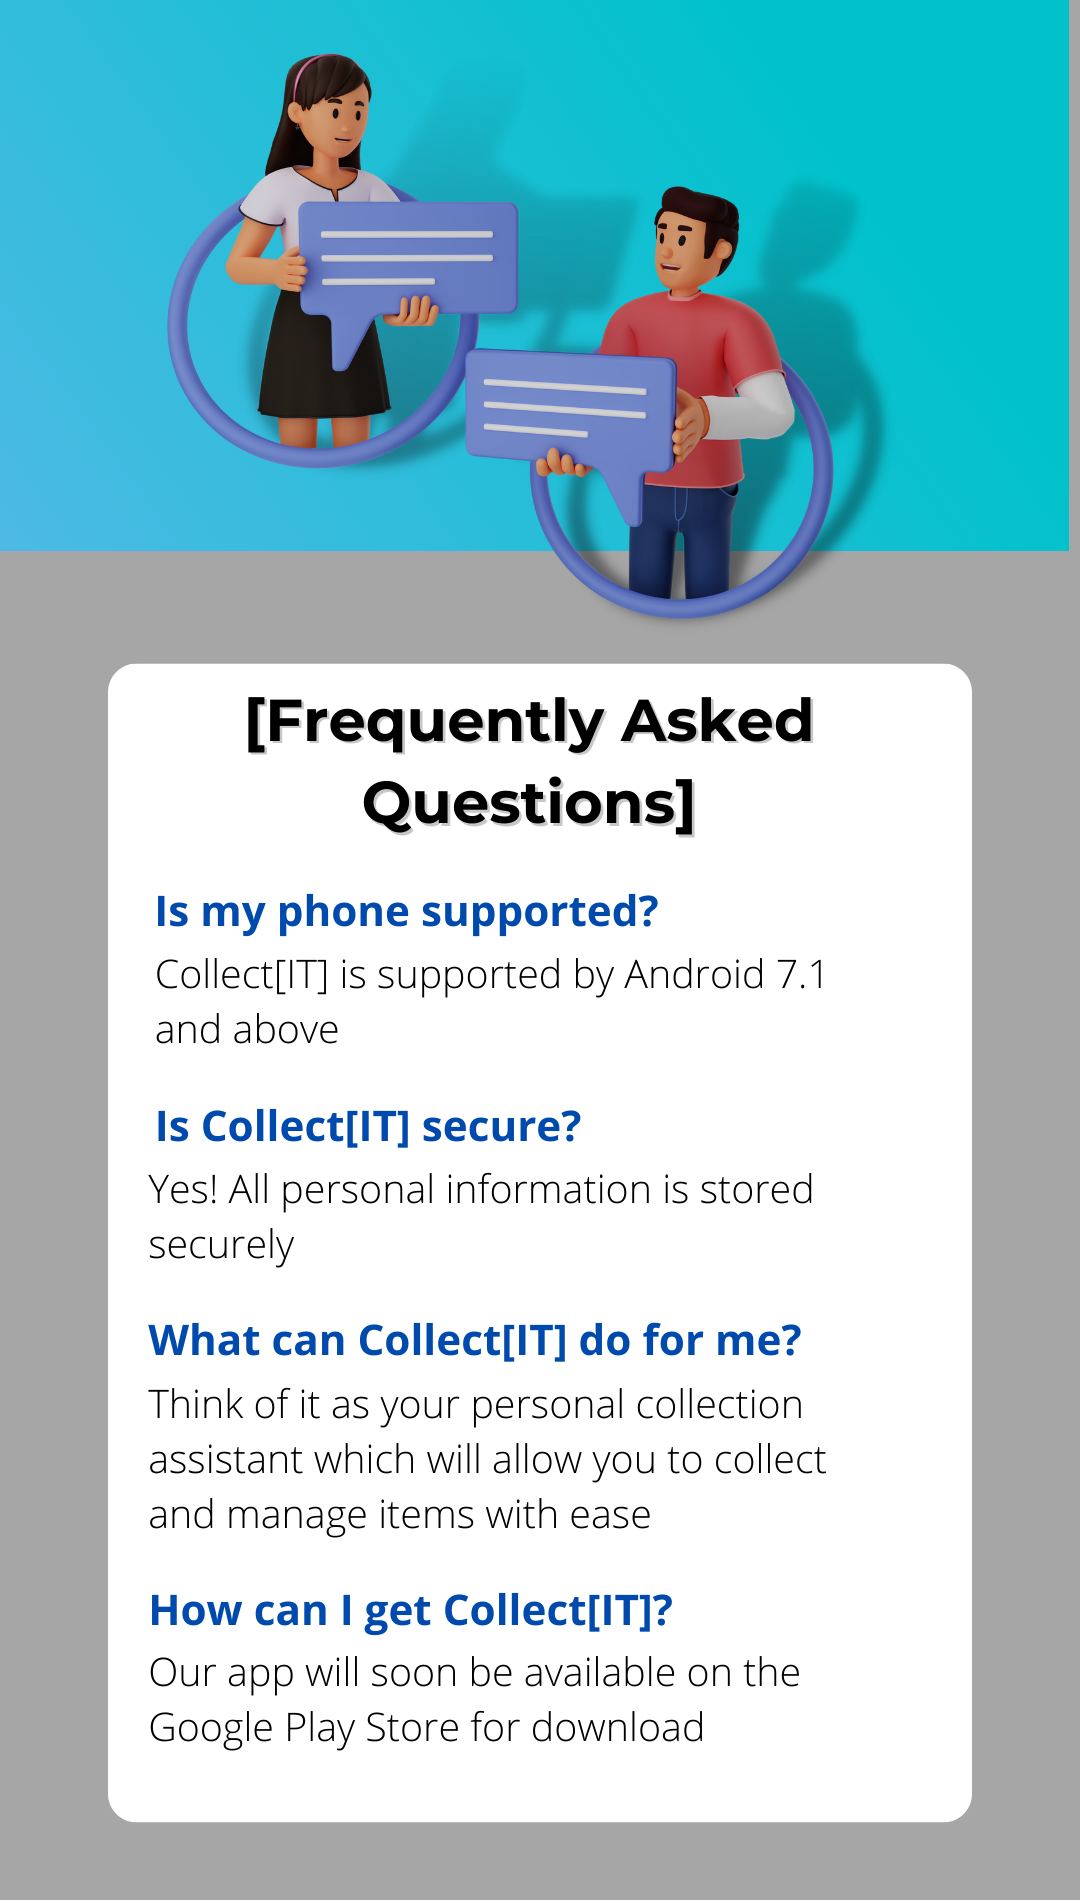 [Frequently Asked
Questions]
Is my phone supported?
Collect[IT] is supported by Android 7.1
and above
Is Collect[IT] secure?
Yes! All personal information is stored
securely
What can Collect[IT] do for me?
Think of it as your personal collection
assistant which will allow you to collect
and manage items with ease
How can I get Collect[IT]?
Our app will soon be available on the
Google Play Store for download